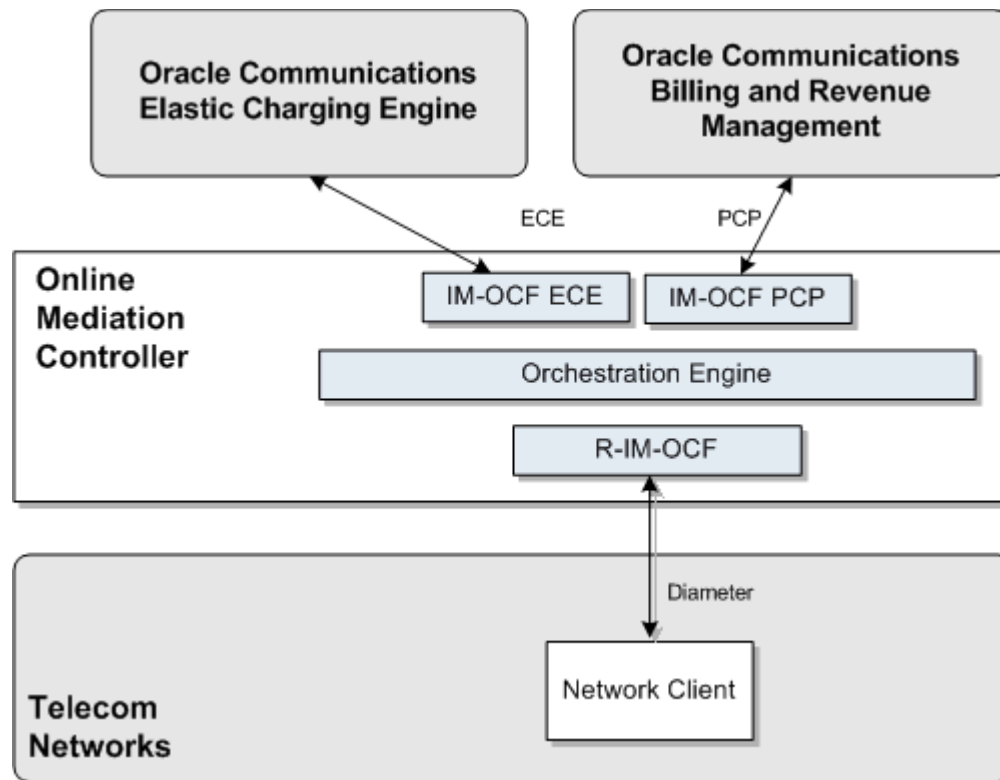 Oracle Communications
Elastic Charging Engine
Oracle Communications
Billing and Revenue
Management
ECE
PCP
Online
Mediation
Controller
IM-OCF ECE
IM-OCF PCP
Orchestration Engine
R-IM-OCF
Diameter
Network Client
Telecom
Networks